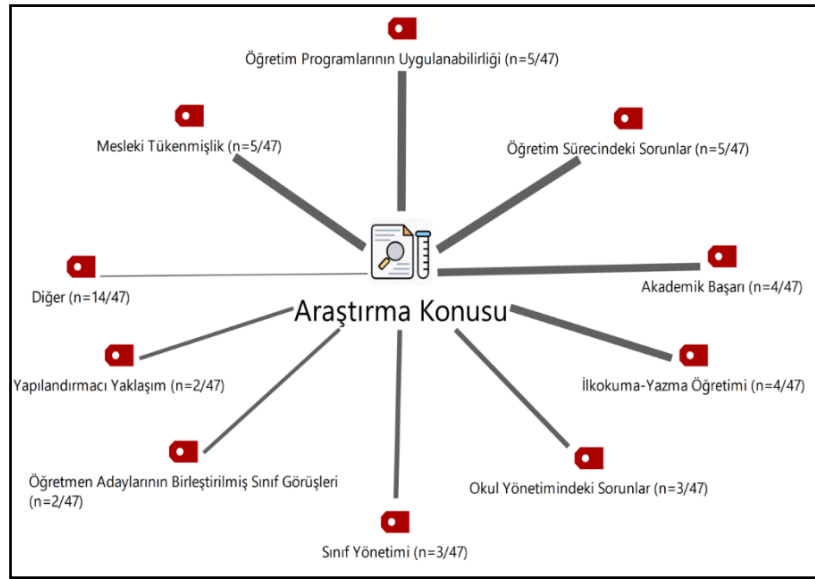 Öğretim Programlarının Uygulanabilirliği (n=5/47)
Mesleki Tükenmişlik (n=5/47)
Öğretim Sürecindeki Sorunlar (n=5/47)
Diğer (n=14/47)
Akademik Başarı (n=4/47)
Araştırma Konusu
Yapılandırmacı Yaklaşım (n=2/47)
İlkokuma-Yazma Öğretimi (n=4/47)
Öğretmen Adaylarının Birleştirilmiş Sınıf Görüşleri
(n=2/47)
Okul Yönetimindeki Sorunlar (n=3/47)
Sınıf Yönetimi (n=3/47)